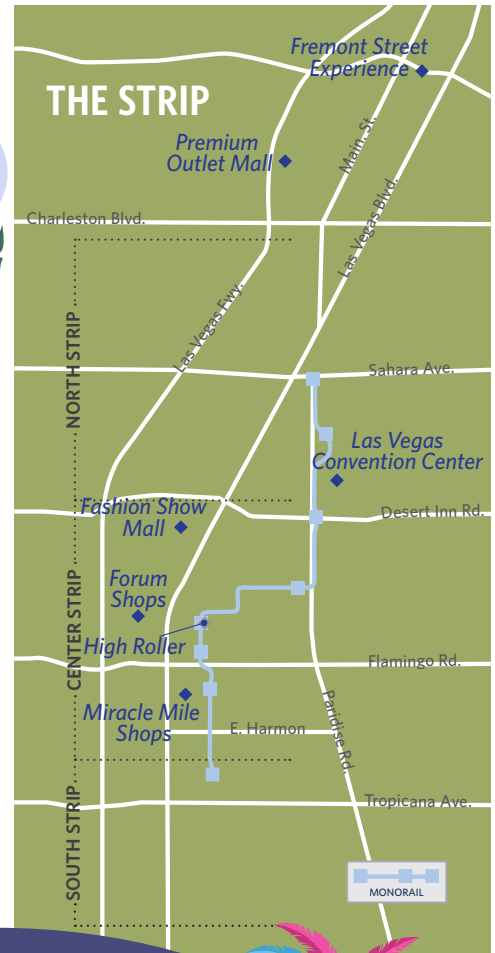 Fremont Street
Experience
THE STRIP
Premium
Outlet Mall
Main. St.
Las Vegas Blvd.
Charleston Blvd.
Las Vegas Fwy.
NORTH STRIP
Sahara Ave.
Las Vegas
Convention Center
Fashion Show
Mall
Desert Inn Rd.
Forum
Shops
CENTER STRIP
High Roller
Flamingo Rd.
Miracle Mile
Shops
E. Harmon
Paridise Rd.
Tropicana Ave.
SOUTH STRIP
MONORAIL